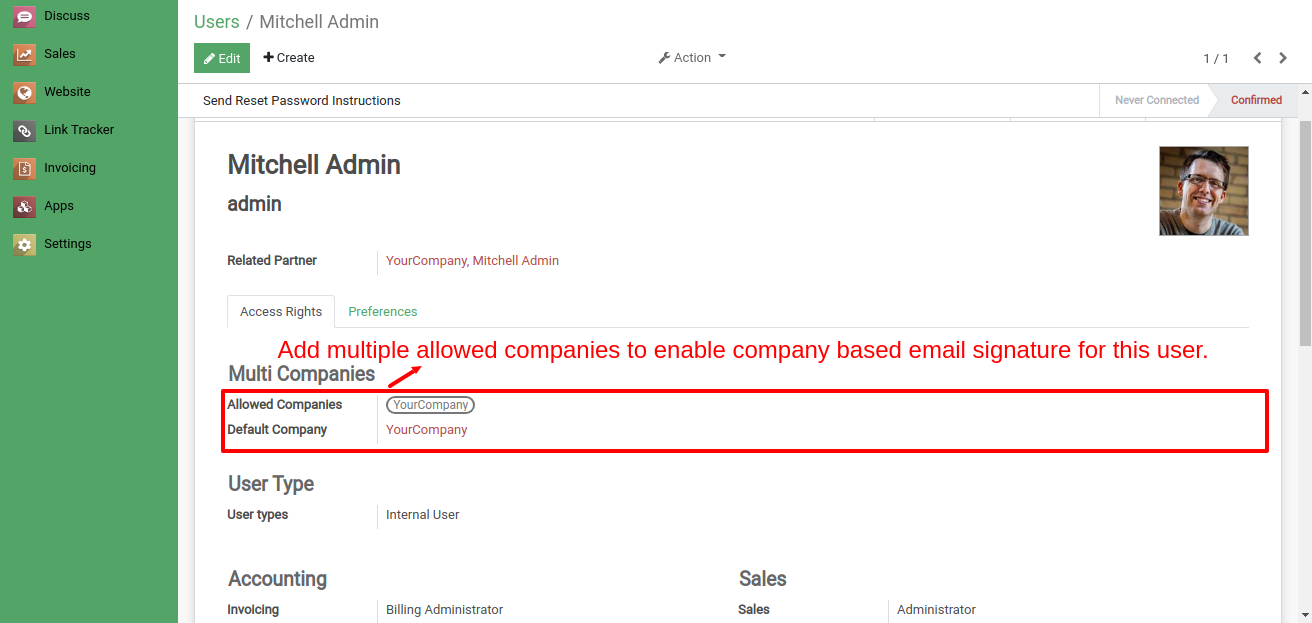 Discuss
Sales
Website
Link Tracker
Invoicing
Apps
Settings
Users / Mitchell Admin
Edit Create Action 1 / 1
Send Reset Password Instructions Never Connected Confirmed
Mitchell Admin
admin
Related Partner YourCompany, Mitchell Admin
Access Rights Preferences
Add multiple allowed companies to enable company based email signature for this user.
Multi Companies
Allowed Companies YourCompany
Default Company YourCompany
User Type
User types Internal User
Accounting Sales
Invoicing Billing Administrator Sales Administrator